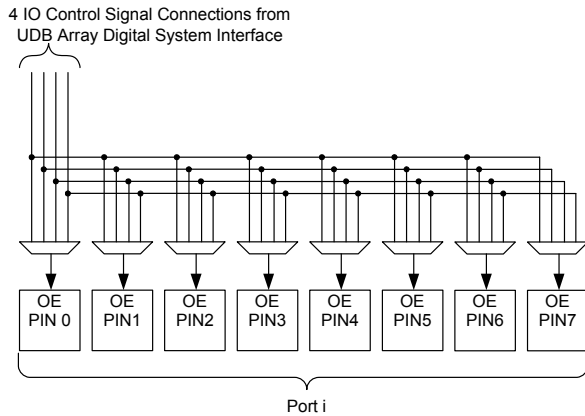 4 IO Control Signal Connections from
UDB Array Digital System Interface
OE
PIN 0
OE
PIN1
OE
PIN2
OE
PIN3
OE
PIN4
OE
PIN5
OE
PIN6
OE
PIN7
Port i